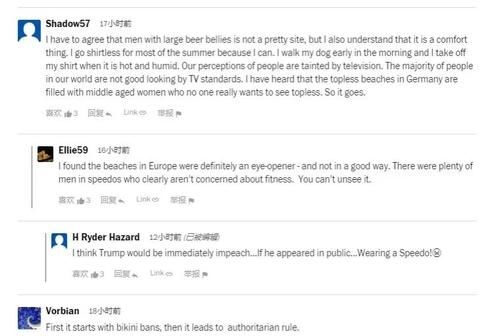 Shadow57 17小时前
I have to agree that men with large beer bellies is not a pretty site, but I also understand that it is a comfort
thing. I go shirtless for most of the summer because I can. I walk my dog early in the morning and I take off
my shirt when it is hot and humid. Our perceptions of people are tainted by television. The majority of people
in our world are not good looking by TV standards. I have heard that the topless beaches in Germany are
filled with middle aged women who no one really wants to see topless. So it goes.
喜欢 3 回复 Link 举报
Ellie59 16小时前
I found the beaches in Europe were definitely an eye-opener - and not in a good way. There were plenty of
men in speedos who clearly aren't concerned about fitness. You can't unsee it.
喜欢 3 回复 Link 举报
H Ryder Hazard 12小时前 (已被编辑)
I think Trump would be immediately impeach...If he appeared in public...Wearing a Speedo!😢
喜欢 3 回复 Link 举报
Vorbian 18小时前
First it starts with bikini bans, then it leads to authoritarian rule.